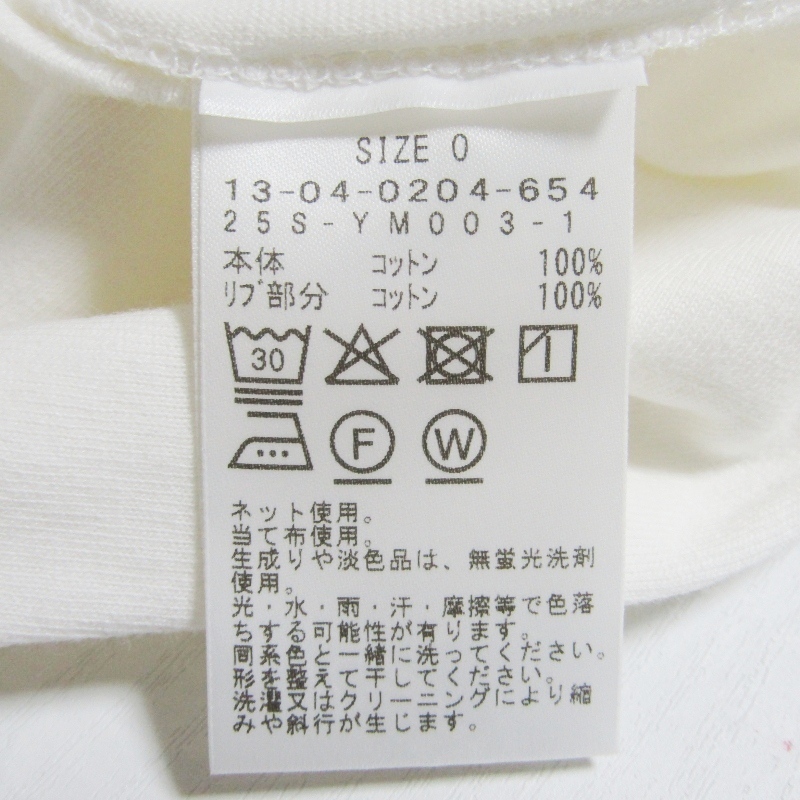 SIZE 0
13-04-0204-654
25S-YM003-1
本体 コットン 100%
リブ部分 コットン 100%
30
F W
ネット使用。
当て布使用。
生成りや淡色品は、無蛍光洗剤
使用。
光・水・雨・汗・摩擦等で色落
ちする可能性が有ります。
同系色と一緒に洗ってください。
形を整えて干してください。
洗濯又はクリーニングにより縮
みや斜行が生じます。